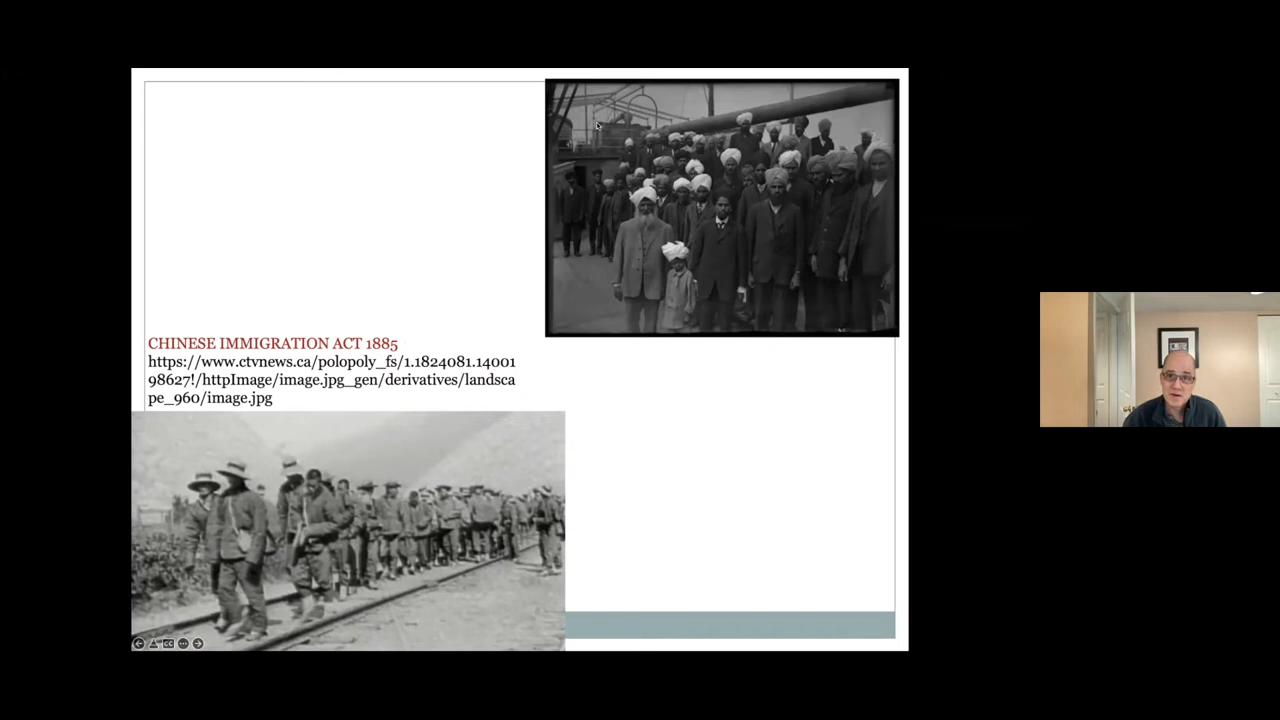 CHINESE IMMIGRATION ACT 1885
https://www.ctvnews.ca/polopoly_fs/1.1824081.14001
98627!/httpImage/image.jpg_gen/derivatives/landsca
pe_960/image.jpg